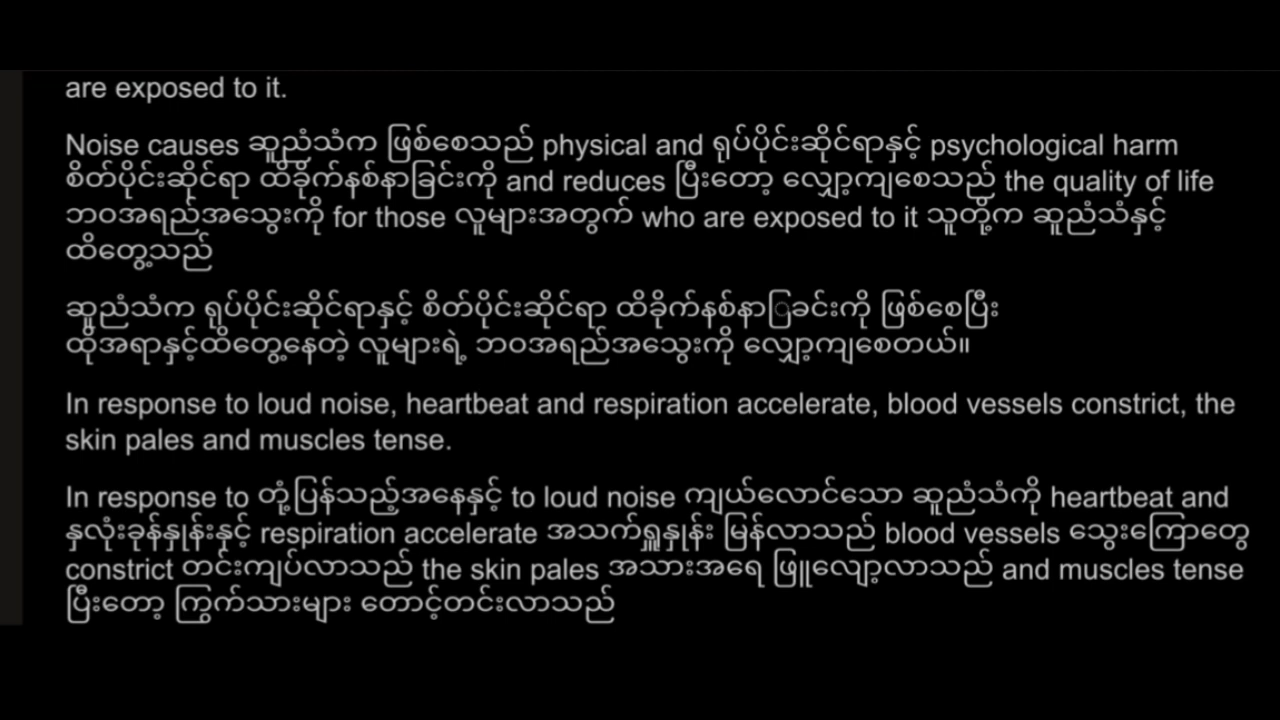 are exposed to it.
Noise causes ဆူညံသံက ဖြစ်စေသည် physical and ရုပ်ပိုင်းဆိုင်ရာနှင့် psychological harm
စိတ်ပိုင်းဆိုင်ရာ ထိခိုက်နစ်နာခြင်းကို and reduces ပြီးတော့ လျှော့ကျစေသည် the quality of life
ဘဝအရည်အသွေးကို for those လူများအတွက် who are exposed to it သူတို့က ဆူညံသံနှင့်
ထိတွေ့သည်
ဆူညံသံက ရုပ်ပိုင်းဆိုင်ရာနှင့် စိတ်ပိုင်းဆိုင်ရာ ထိခိုက်နစ်နာြခင်းကို ဖြစ်စေပြီး
ထိုအရာနှင့်ထိတွေ့နေတဲ့ လူများရဲ့ ဘဝအရည်အသွေးကို လျှော့ကျစေတယ်။
In response to loud noise, heartbeat and respiration accelerate, blood vessels constrict, the
skin pales and muscles tense.
In response to တုံ့ပြန်သည့်အနေနှင့် to loud noise ကျယ်လောင်သော ဆူညံသံကို heartbeat and
နှလုံးခုန်နှုန်းနှင့် respiration accelerate အသက်ရှူနှုန်း မြန်လာသည် blood vessels သွေးကြောတွေ
constrict တင်းကျပ်လာသည် the skin pales အသားအရေ ဖြူလျော့လာသည် and muscles tense
ပြီးတော့ ကြွက်သားများ တောင့်တင်းလာသည်